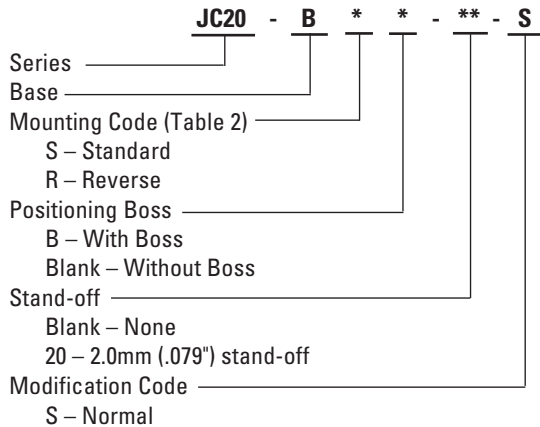 JC20 - B * * - ** - S
Series
Base
Mounting Code (Table 2)
S – Standard
R – Reverse
Positioning Boss
B – With Boss
Blank – Without Boss
Stand-off
Blank – None
20 – 2.0mm (.079") stand-off
Modification Code
S – Normal